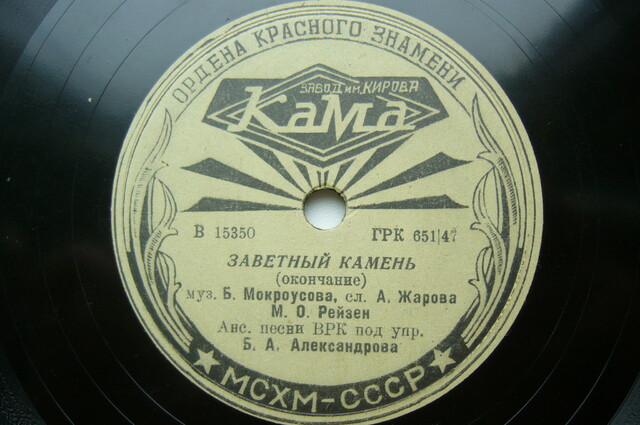 ОРДЕНА КРАСНОГО ЗНАМЕНИ
ЗАВОД им. КИРОВА
КаМа
В 15350 ГРК 651|47
ЗАВЕТНЫЙ КАМЕНЬ
(окончание)
муз. Б. Мокроусова, сл. А. Жарова
М. О. Рейзен
Анс. песни ВРК под упр.
Б. А. Александрова
МСХМ-СССР